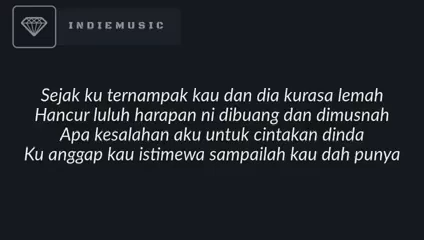 INDIEMUSIC
Sejak ku ternampak kau dan dia kurasa lemah
Hancur luluh harapan ni dibuang dan dimusnah
Apa kesalahan aku untuk cintakan dinda
Ku anggap kau istimewa sampailah kau dah punya